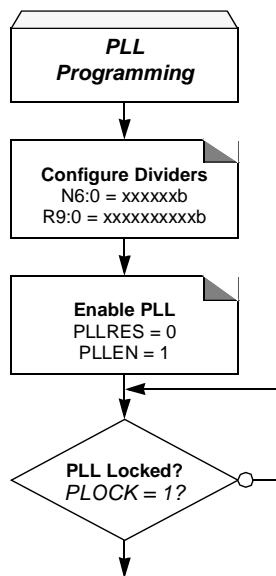 PLL
Programming
Configure Dividers
N6:0 = xxxxxxb
R9:0 = xxxxxxxxxxb
Enable PLL
PLLRES = 0
PLLEN = 1
PLL Locked?
PLOCK = 1?